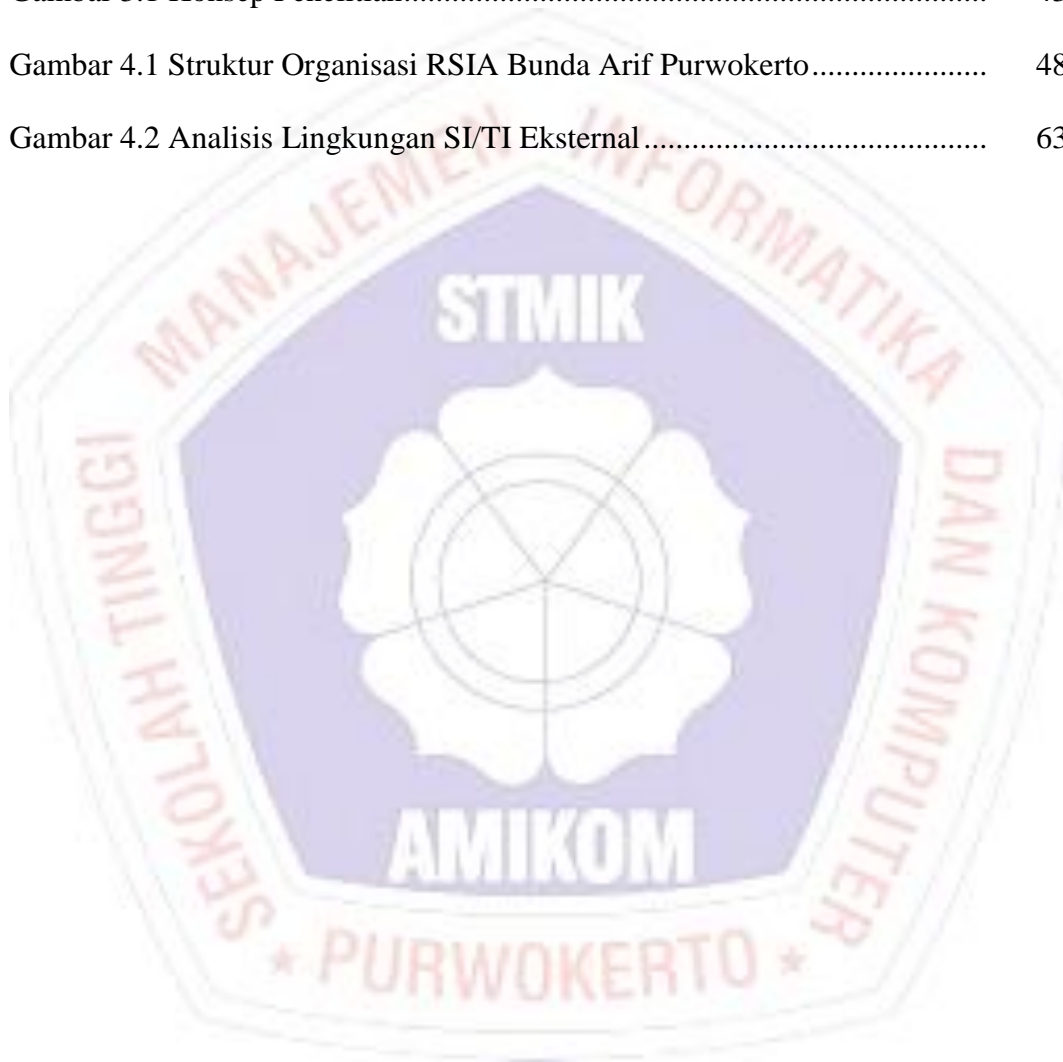 Gambar 4.1 Struktur Organisasi RSIA Bunda Arif Purwokerto...................... 48
Gambar 4.2 Analisis Lingkungan SI/TI Eksternal........................................... 63
SEKOLAH TINGGI MANAJEMEN INFORMATIKA DAN KOMPUTER
STMIK
AMIKOM
* PURWOKERTO *